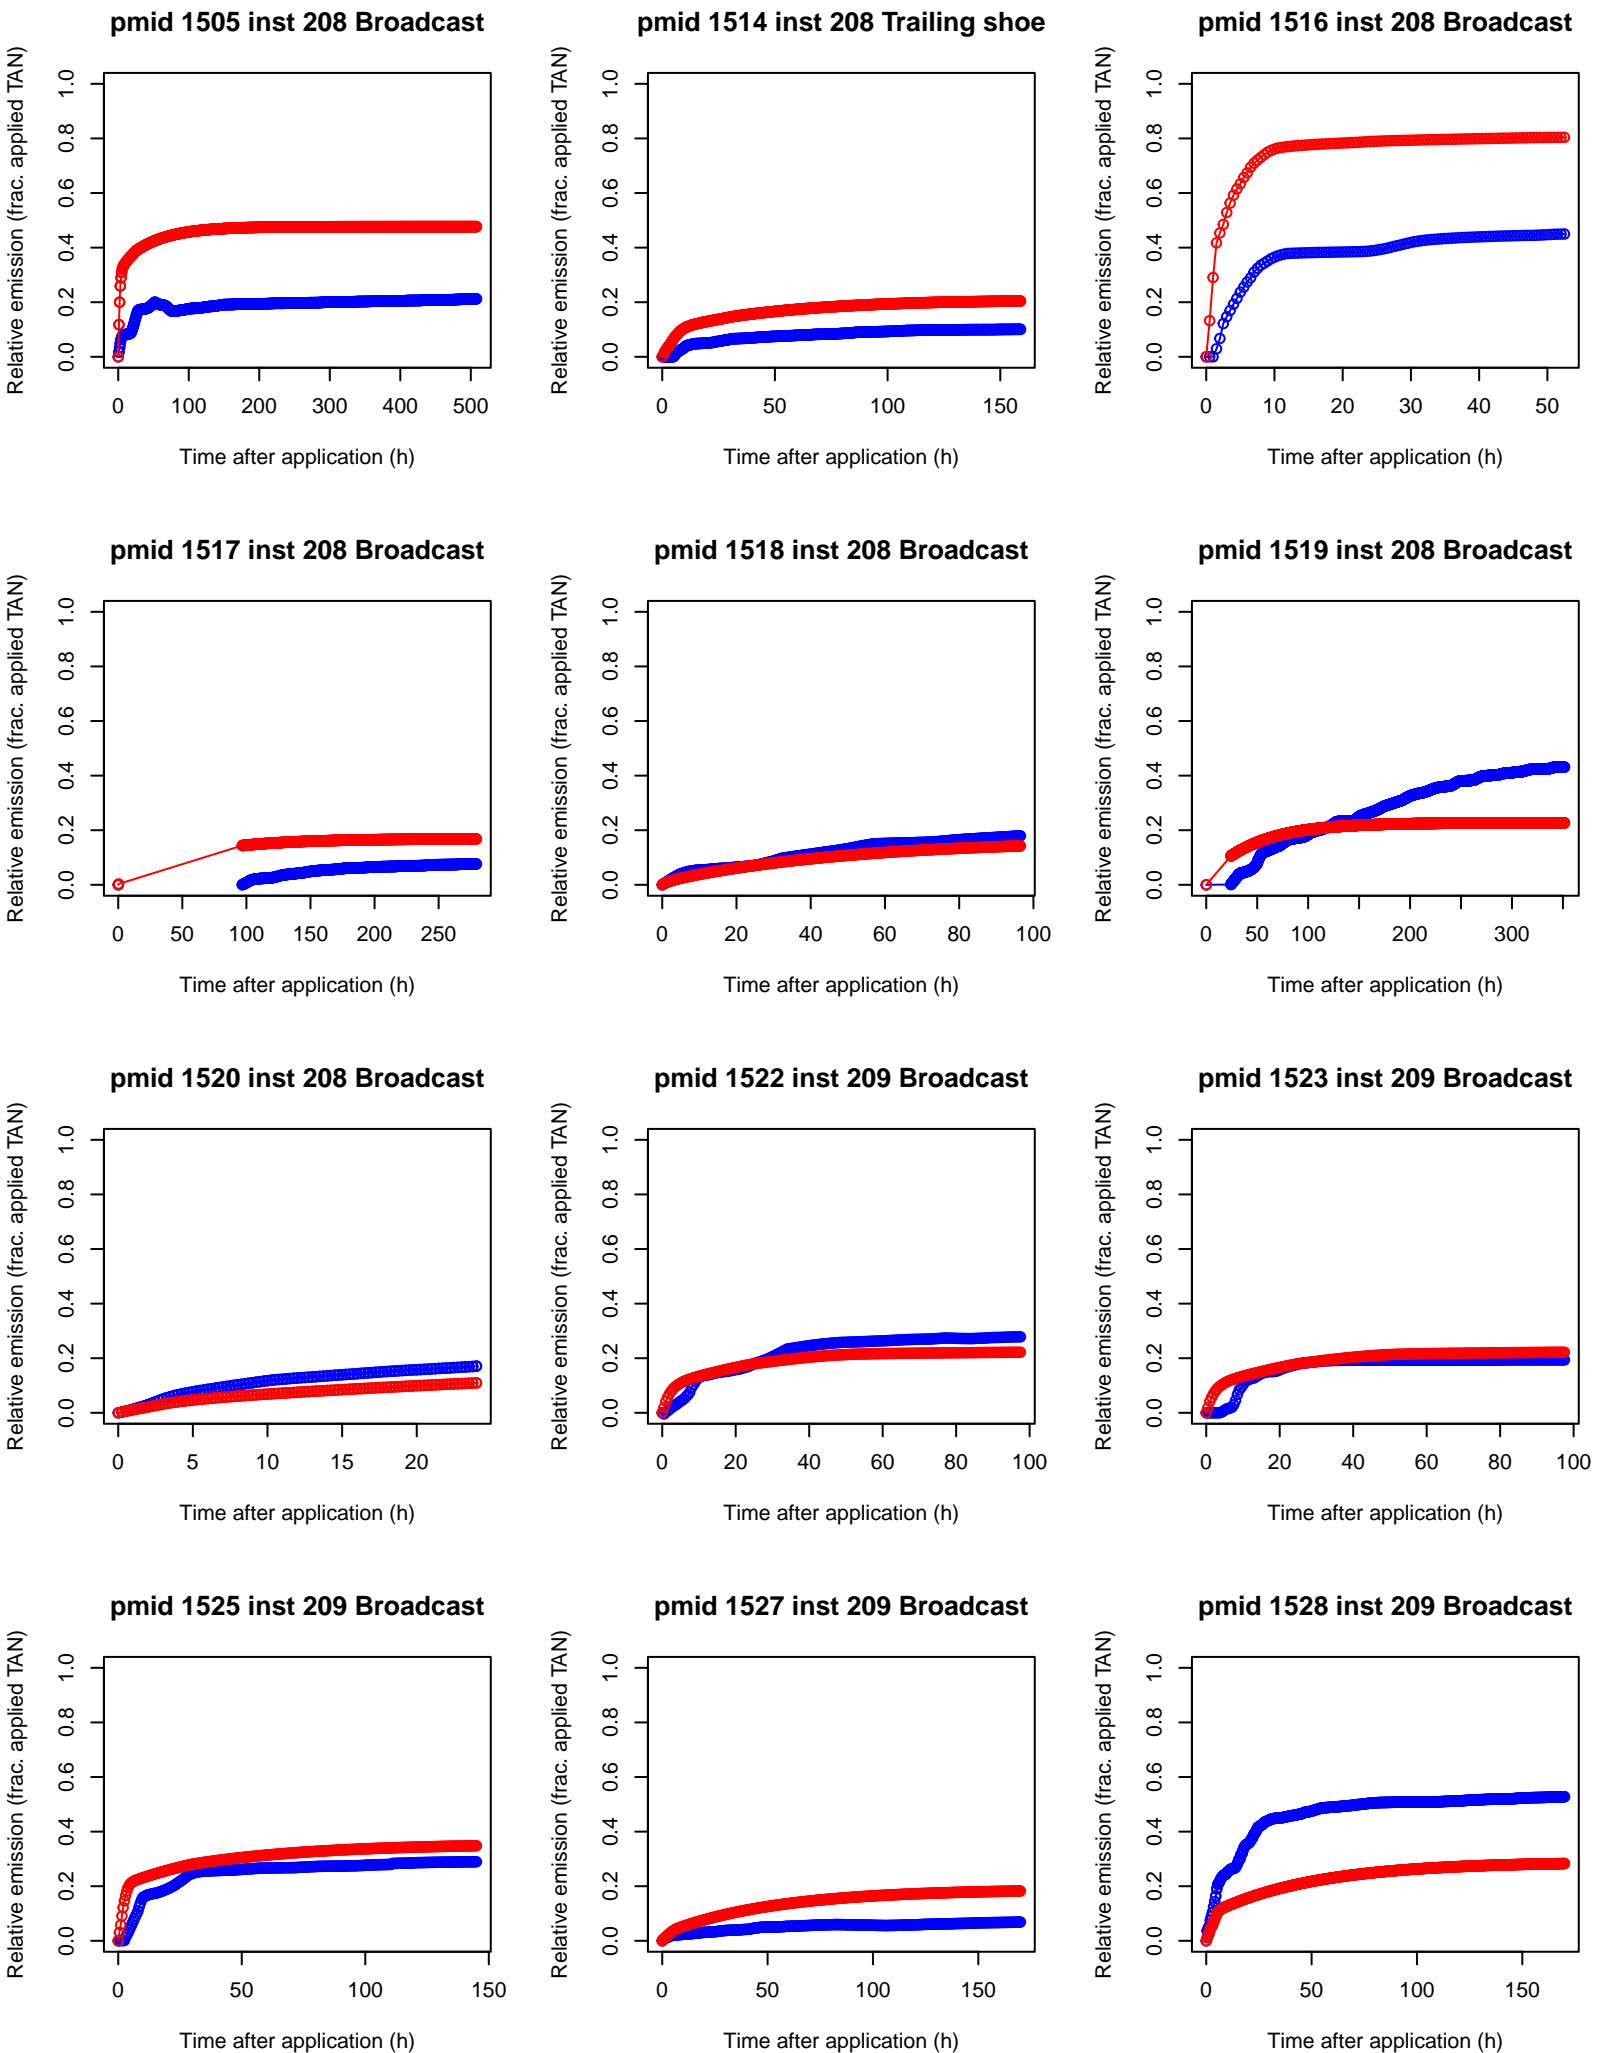 pmid 1505 inst 208 Broadcast
Relative emission (frac. applied TAN)
1.0
0.8
0.6
0.4
0.2
0.0
0 100 200 300 400 500
Time after application (h)
pmid 1514 inst 208 Trailing shoe
Relative emission (frac. applied TAN)
1.0
0.8
0.6
0.4
0.2
0.0
0 50 100 150
Time after application (h)
pmid 1516 inst 208 Broadcast
Relative emission (frac. applied TAN)
1.0
0.8
0.6
0.4
0.2
0.0
0 10 20 30 40 50
Time after application (h)
pmid 1517 inst 208 Broadcast
Relative emission (frac. applied TAN)
1.0
0.8
0.6
0.4
0.2
0.0
0 50 100 150 200 250
Time after application (h)
pmid 1518 inst 208 Broadcast
Relative emission (frac. applied TAN)
1.0
0.8
0.6
0.4
0.2
0.0
0 20 40 60 80 100
Time after application (h)
pmid 1519 inst 208 Broadcast
Relative emission (frac. applied TAN)
1.0
0.8
0.6
0.4
0.2
0.0
0 50 100 200 300
Time after application (h)
pmid 1520 inst 208 Broadcast
Relative emission (frac. applied TAN)
1.0
0.8
0.6
0.4
0.2
0.0
0 5 10 15 20
Time after application (h)
pmid 1522 inst 209 Broadcast
Relative emission (frac. applied TAN)
1.0
0.8
0.6
0.4
0.2
0.0
0 20 40 60 80 100
Time after application (h)
pmid 1523 inst 209 Broadcast
Relative emission (frac. applied TAN)
1.0
0.8
0.6
0.4
0.2
0.0
0 20 40 60 80 100
Time after application (h)
pmid 1525 inst 209 Broadcast
Relative emission (frac. applied TAN)
1.0
0.8
0.6
0.4
0.2
0.0
0 50 100 150
Time after application (h)
pmid 1527 inst 209 Broadcast
Relative emission (frac. applied TAN)
1.0
0.8
0.6
0.4
0.2
0.0
0 50 100 150
Time after application (h)
pmid 1528 inst 209 Broadcast
Relative emission (frac. applied TAN)
1.0
0.8
0.6
0.4
0.2
0.0
0 50 100 150
Time after application (h)